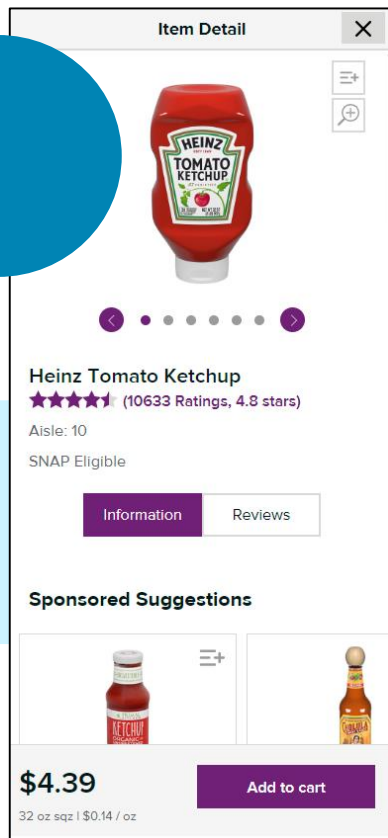 Item Detail
HEINZ
TOMATO
KETCHUP
Heinz Tomato Ketchup
(10633 Ratings, 4.8 stars)
Aisle: 10
SNAP Eligible
Information
Reviews
Sponsored Suggestions
KETCHUP
ORGANIC
$4.39
Add to cart
32 oz sqz | $0.14 / oz